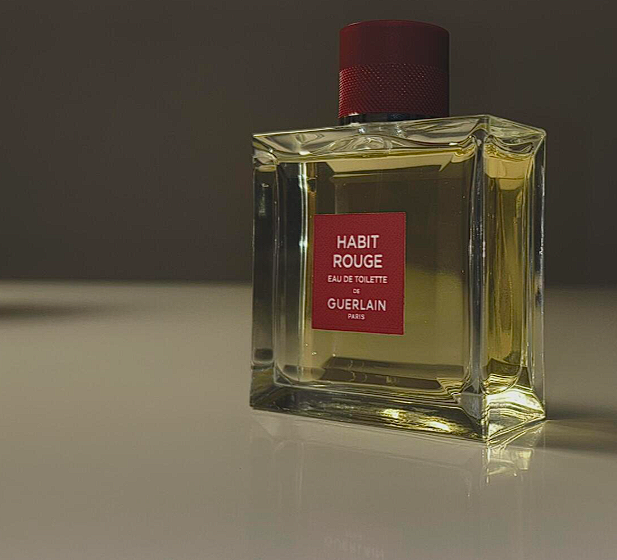 HABIT
ROUGE
EAU DE TOILETTE
DE
GUERLAIN
PARIS